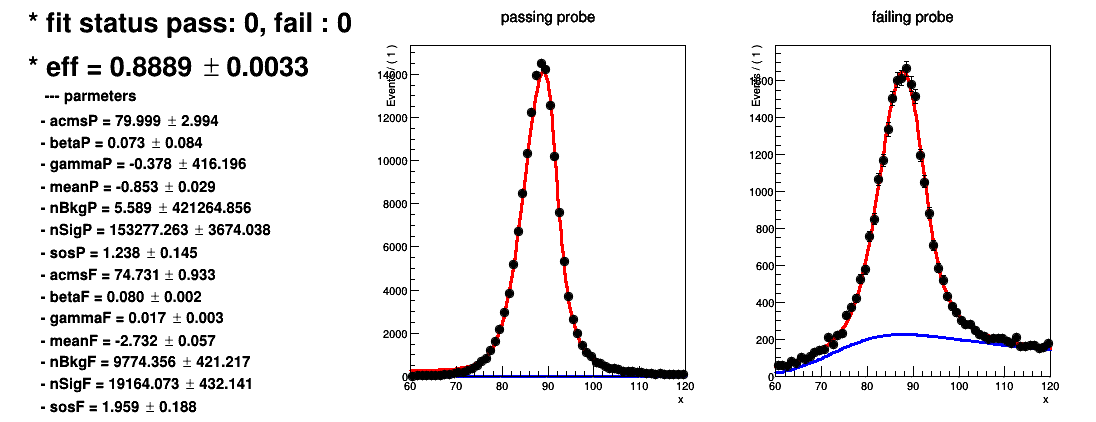 * fit status pass: 0, fail : 0
* eff = 0.8889 ± 0.0033
--- parmeters
- acmsP = 79.999 ± 2.994
- betaP = 0.073 ± 0.084
- gammaP = -0.378 ± 416.196
- meanP = -0.853 ± 0.029
- nBkgP = 5.589 ± 421264.856
- nSigP = 153277.263 ± 3674.038
- sosP = 1.238 ± 0.145
- acmsF = 74.731 ± 0.933
- betaF = 0.080 ± 0.002
- gammaF = 0.017 ± 0.003
- meanF = -2.732 ± 0.057
- nBkgF = 9774.356 ± 421.217
- nSigF = 19164.073 ± 432.141
- sosF = 1.959 ± 0.188
passing probe
Events / ( 1 )
14000
12000
10000
8000
6000
4000
2000
0
60 70 80 90 100 110 120
x
failing probe
Events / ( 1 )
1600
1400
1200
1000
800
600
400
200
0
60 70 80 90 100 110 120
x